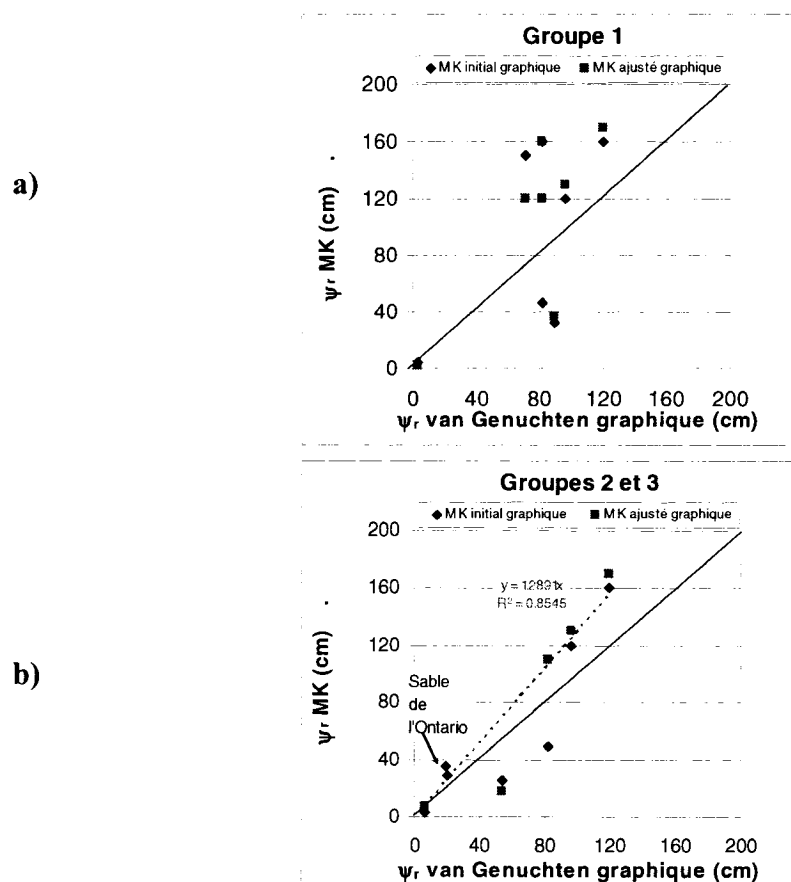 a)
Groupe 1
◆ MK initial graphique ■ MK ajusté graphique
200
160
120
80
40
0
ψr MK (cm)
0 40 80 120 160 200
ψr van Genuchten graphique (cm)
b)
Groupes 2 et 3
◆ MK initial graphique ■ MK ajusté graphique
200
160
120
80
40
0
ψr MK (cm)
y = 1.2891x
R² = 0.8545
Sable
de
l'Ontario
0 40 80 120 160 200
ψr van Genuchten graphique (cm)